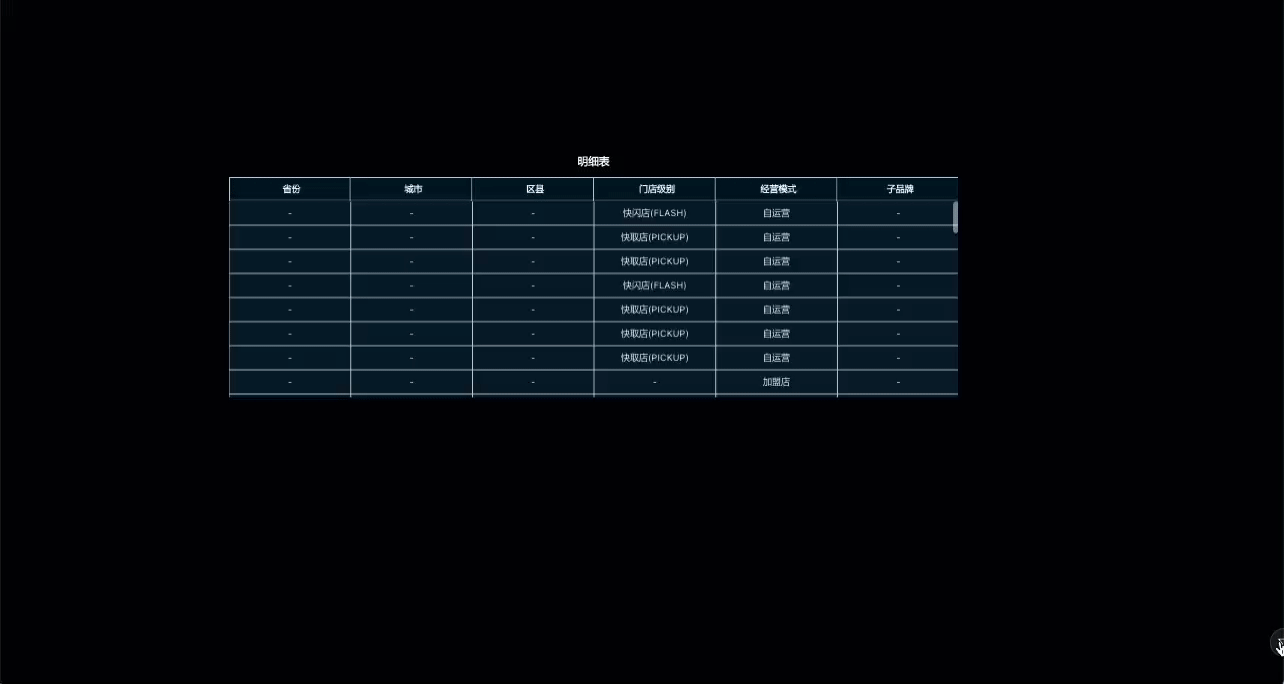 明细表
省份 城市 区县 门店级别 经营模式 子品牌
- - - 快闪店(FLASH) 自运营 -
- - - 快取店(PICKUP) 自运营 -
- - - 快取店(PICKUP) 自运营 -
- - - 快闪店(FLASH) 自运营 -
- - - 快取店(PICKUP) 自运营 -
- - - 快取店(PICKUP) 自运营 -
- - - 快取店(PICKUP) 自运营 -
- - - - 加盟店 -